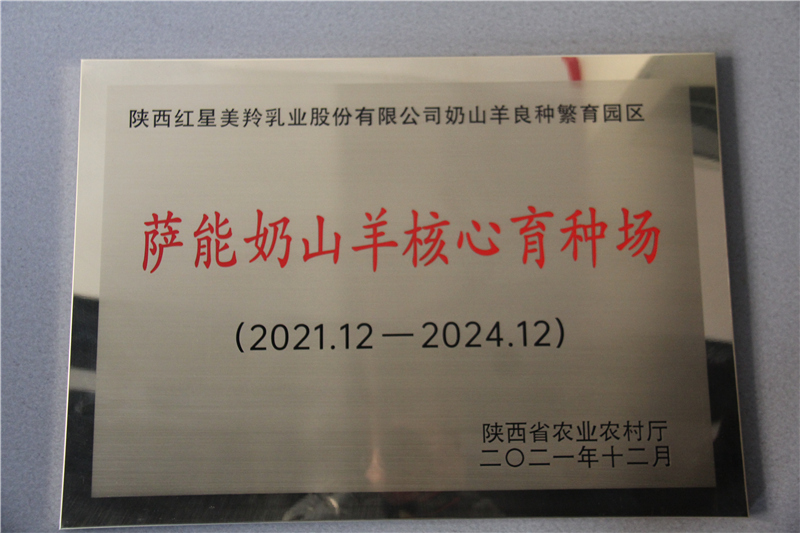 陕西红星美羚乳业股份有限公司奶山羊良种繁育园区
萨能奶山羊核心育种场
(2021.12—2024.12)
陕西省农业农村厅
二〇二一年十二月